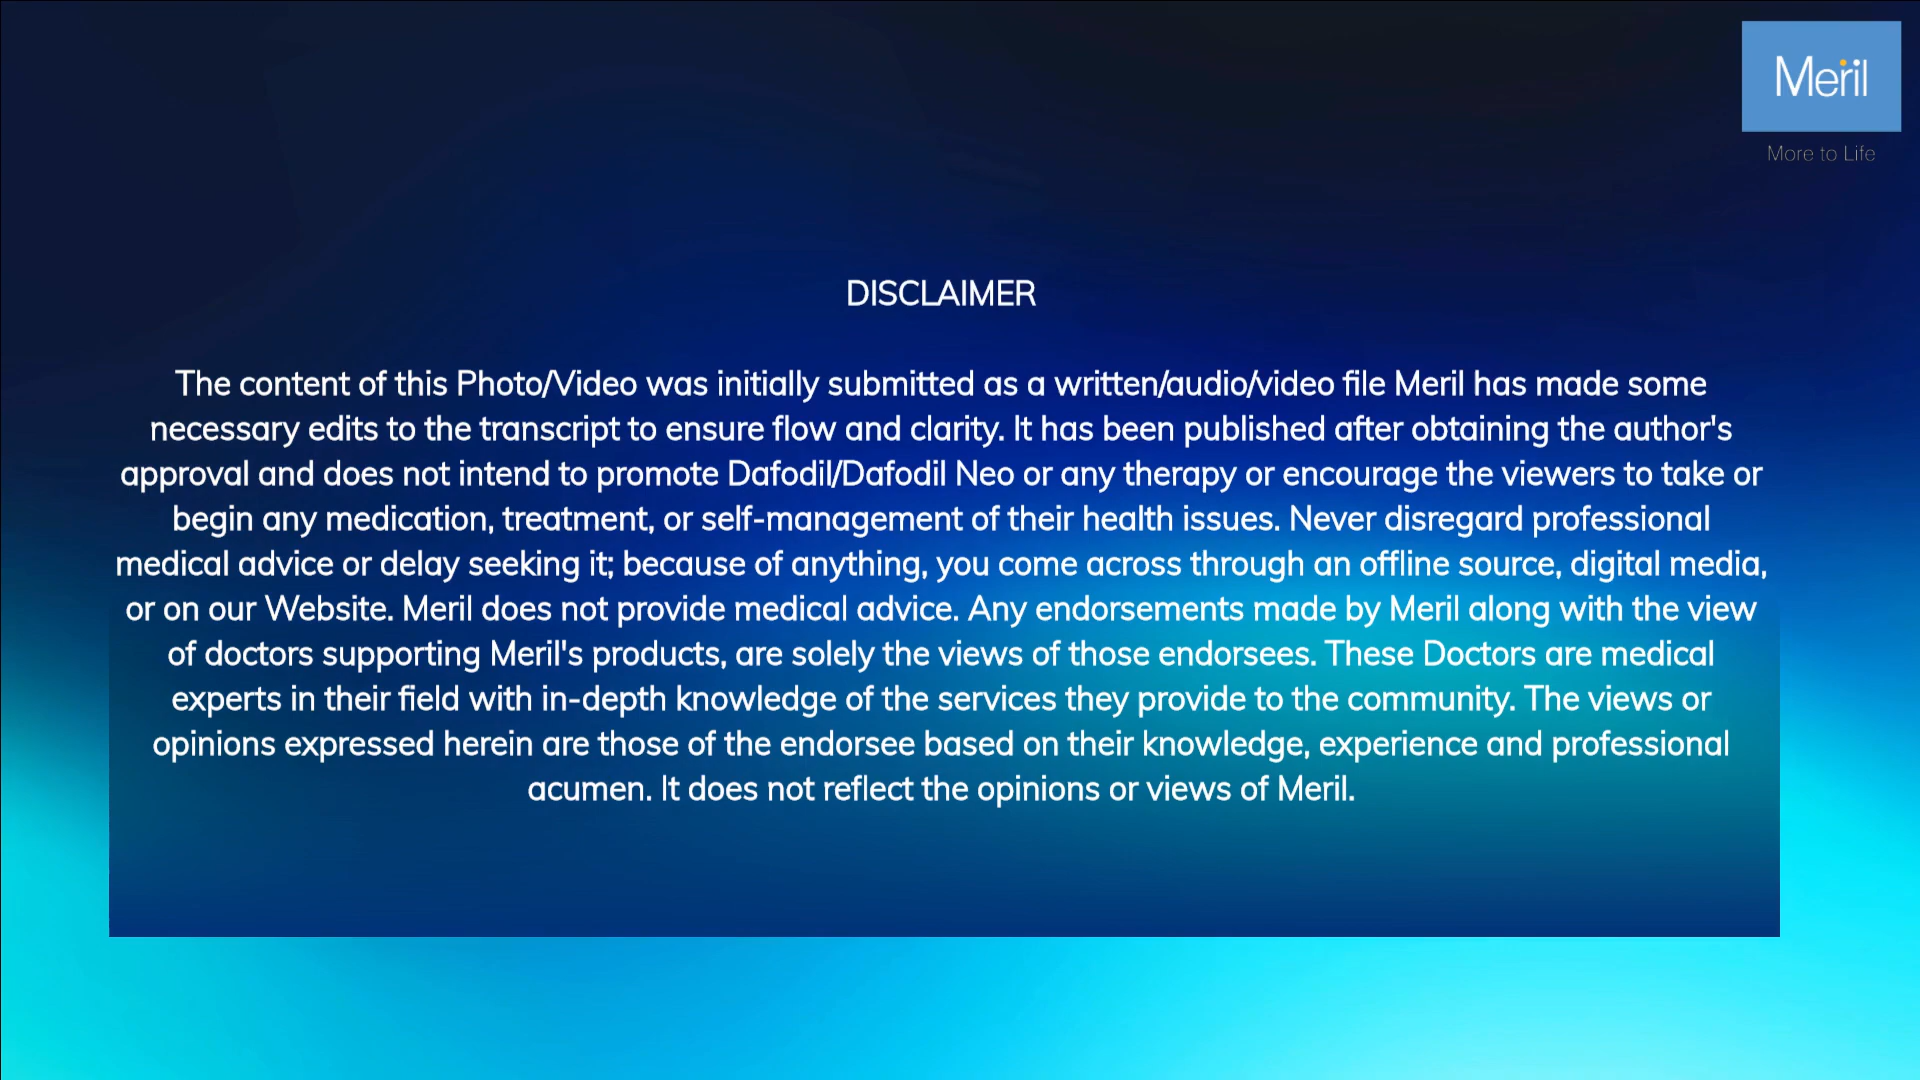 Meril
More to Life
DISCLAIMER
The content of this Photo/Video was initially submitted as a written/audio/video file Meril has made some
necessary edits to the transcript to ensure flow and clarity. It has been published after obtaining the author's
approval and does not intend to promote Dafodil/Dafodil Neo or any therapy or encourage the viewers to take or
begin any medication, treatment, or self-management of their health issues. Never disregard professional
medical advice or delay seeking it; because of anything, you come across through an offline source, digital media,
or on our Website. Meril does not provide medical advice. Any endorsements made by Meril along with the view
of doctors supporting Meril's products, are solely the views of those endorsees. These Doctors are medical
experts in their field with in-depth knowledge of the services they provide to the community. The views or
opinions expressed herein are those of the endorsee based on their knowledge, experience and professional
acumen. It does not reflect the opinions or views of Meril.